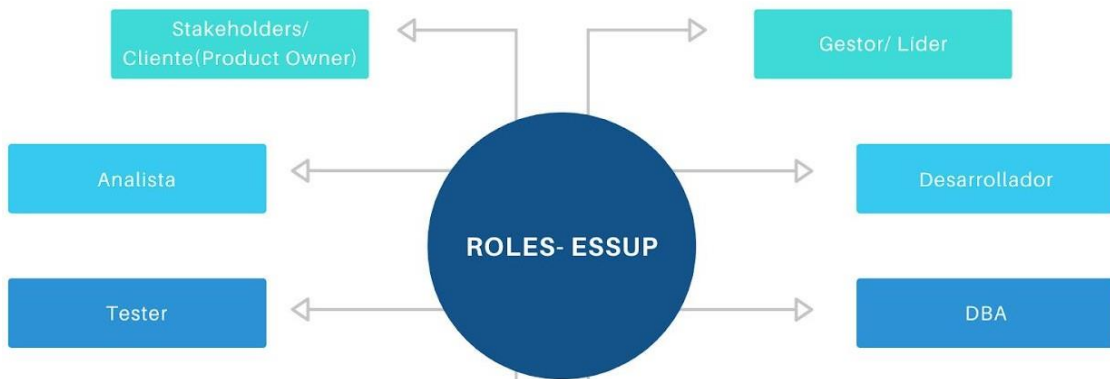 Stakeholders/
Cliente(Product Owner)
Gestor/ Líder
Analista
Desarrollador
ROLES- ESSUP
Tester
DBA